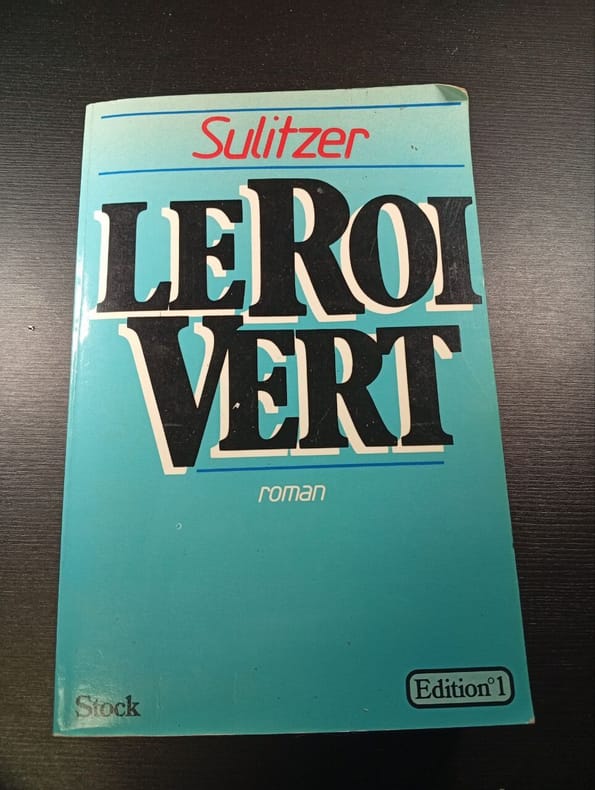 Sulitzer
LE ROI
VERT
roman
Stock
Edition°1